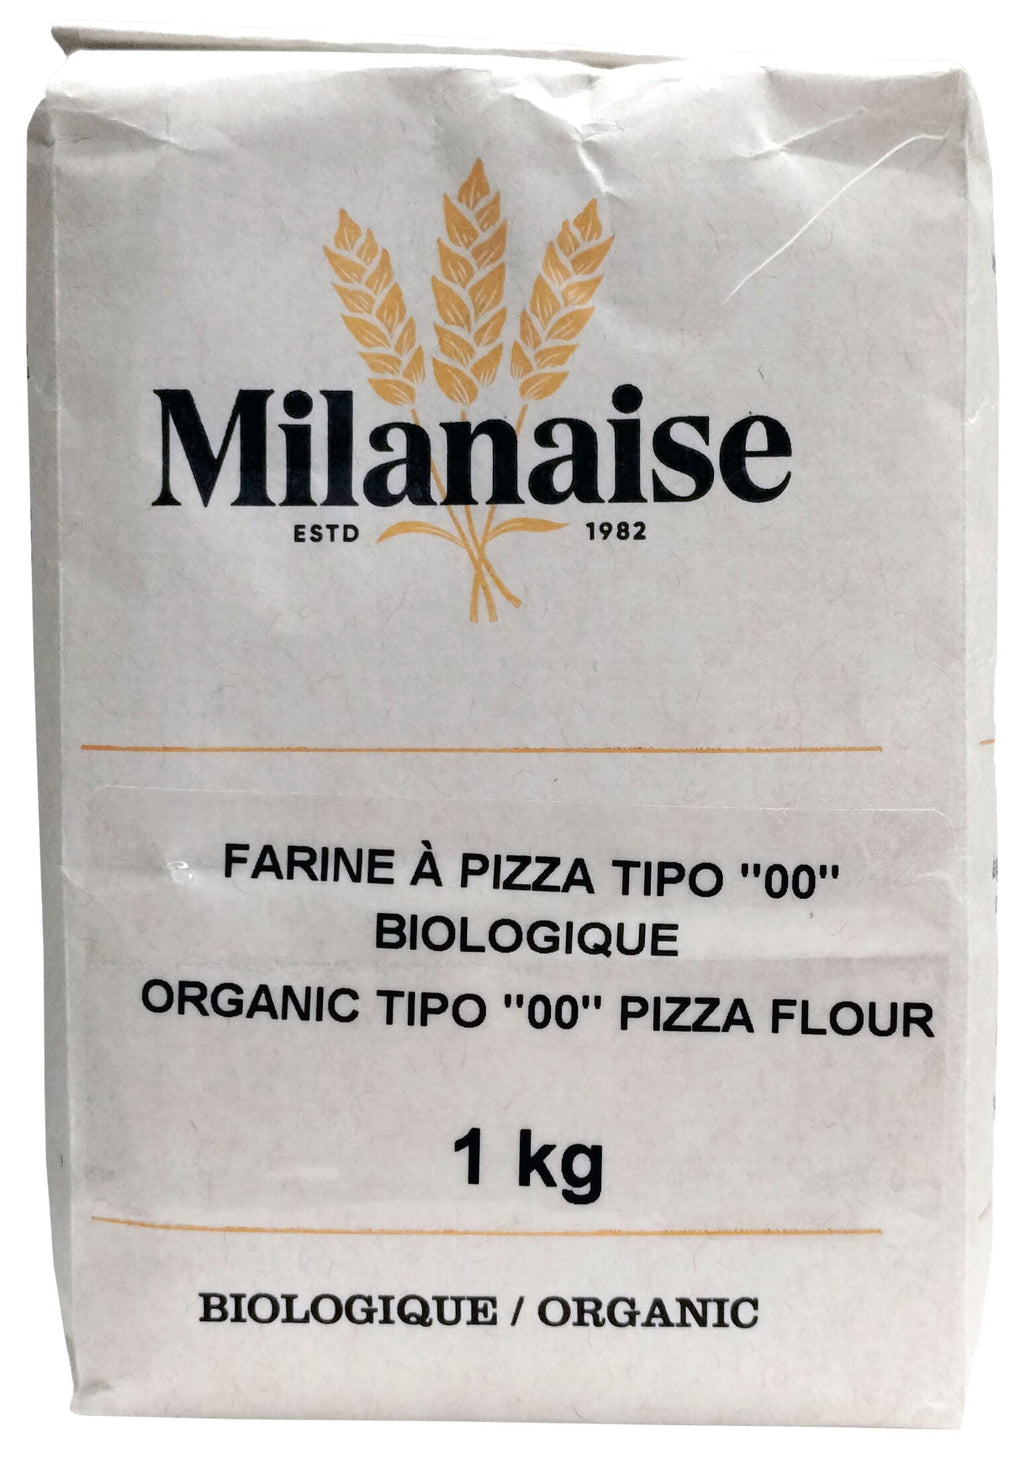 Milanaise
ESTD 1982
FARINE À PIZZA TIPO "00"
BIOLOGIQUE
ORGANIC TIPO "00" PIZZA FLOUR
1 kg
BIOLOGIQUE / ORGANIC